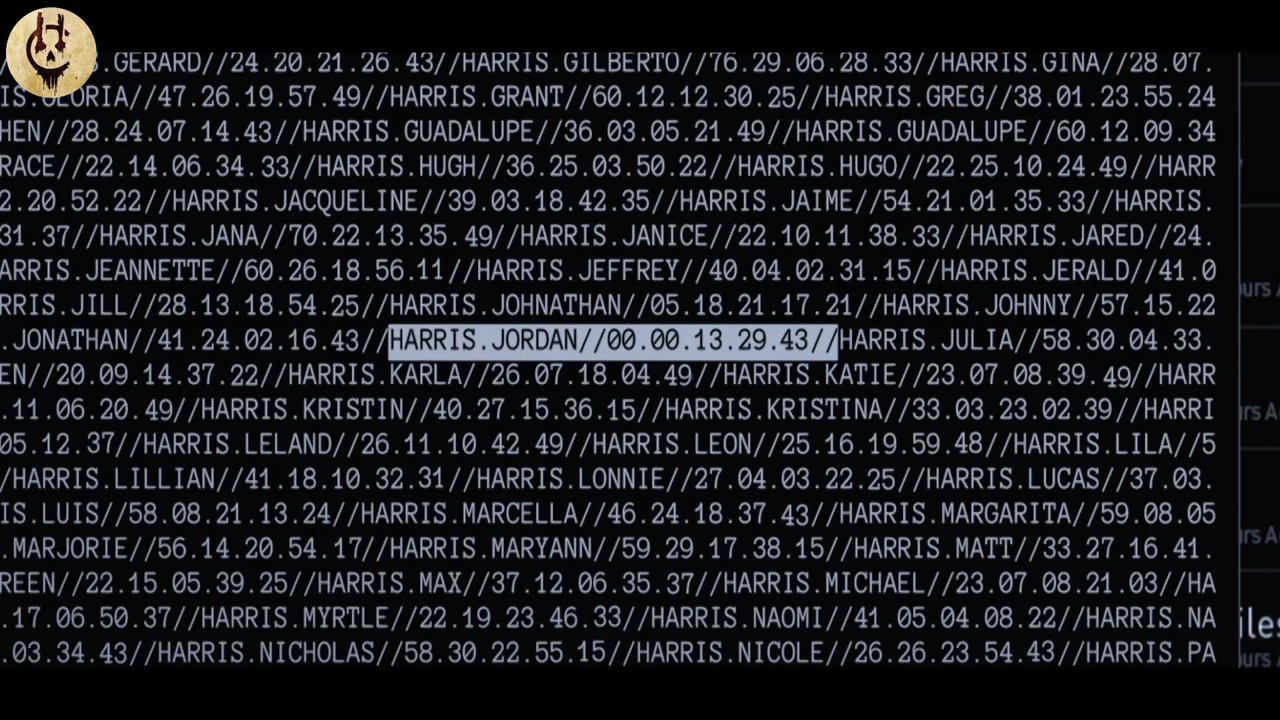 .GERARD//24.20.21.26.43//HARRIS.GILBERTO//76.29.06.28.33//HARRIS.GINA//28.07.
IS.GLORIA//47.26.19.57.49//HARRIS.GRANT//60.12.12.30.25//HARRIS.GREG//38.01.23.55.24
HEN//28.24.07.14.43//HARRIS.GUADALUPE//36.03.05.21.49//HARRIS.GUADALUPE//60.12.09.34
RACE//22.14.06.34.33//HARRIS.HUGH//36.25.03.50.22//HARRIS.HUGO//22.25.10.24.49//HARR
2.20.52.22//HARRIS.JACQUELINE//39.03.18.42.35//HARRIS.JAIME//54.21.01.35.33//HARRIS.
31.37//HARRIS.JANA//70.22.13.35.49//HARRIS.JANICE//22.10.11.38.33//HARRIS.JARED//24.
ARRIS.JEANNETTE//60.26.18.56.11//HARRIS.JEFFREY//40.04.02.31.15//HARRIS.JERALD//41.0
RRIS.JILL//28.13.18.54.25//HARRIS.JOHNATHAN//05.18.21.17.21//HARRIS.JOHNNY//57.15.22
.JONATHAN//41.24.02.16.43//HARRIS.JORDAN//00.00.13.29.43//HARRIS.JULIA//58.30.04.33.
EN//20.09.14.37.22//HARRIS.KARLA//26.07.18.04.49//HARRIS.KATIE//23.07.08.39.49//HARR
.11.06.20.49//HARRIS.KRISTIN//40.27.15.36.15//HARRIS.KRISTINA//33.03.23.02.39//HARRI
05.12.37//HARRIS.LELAND//26.11.10.42.49//HARRIS.LEON//25.16.19.59.48//HARRIS.LILA//5
/HARRIS.LILLIAN//41.18.10.32.31//HARRIS.LONNIE//27.04.03.22.25//HARRIS.LUCAS//37.03.
IS.LUIS//58.08.21.13.24//HARRIS.MARCELLA//46.24.18.37.43//HARRIS.MARGARITA//59.08.05
.MARJORIE//56.14.20.54.17//HARRIS.MARYANN//59.29.17.38.15//HARRIS.MATT//33.27.16.41.
REEN//22.15.05.39.25//HARRIS.MAX//37.12.06.35.37//HARRIS.MICHAEL//23.07.08.21.03//HA
.17.06.50.37//HARRIS.MYRTLE//22.19.23.46.33//HARRIS.NAOMI//41.05.04.08.22//HARRIS.NA
.03.34.43//HARRIS.NICHOLAS//58.30.22.55.15//HARRIS.NICOLE//26.26.23.54.43//HARRIS.PA